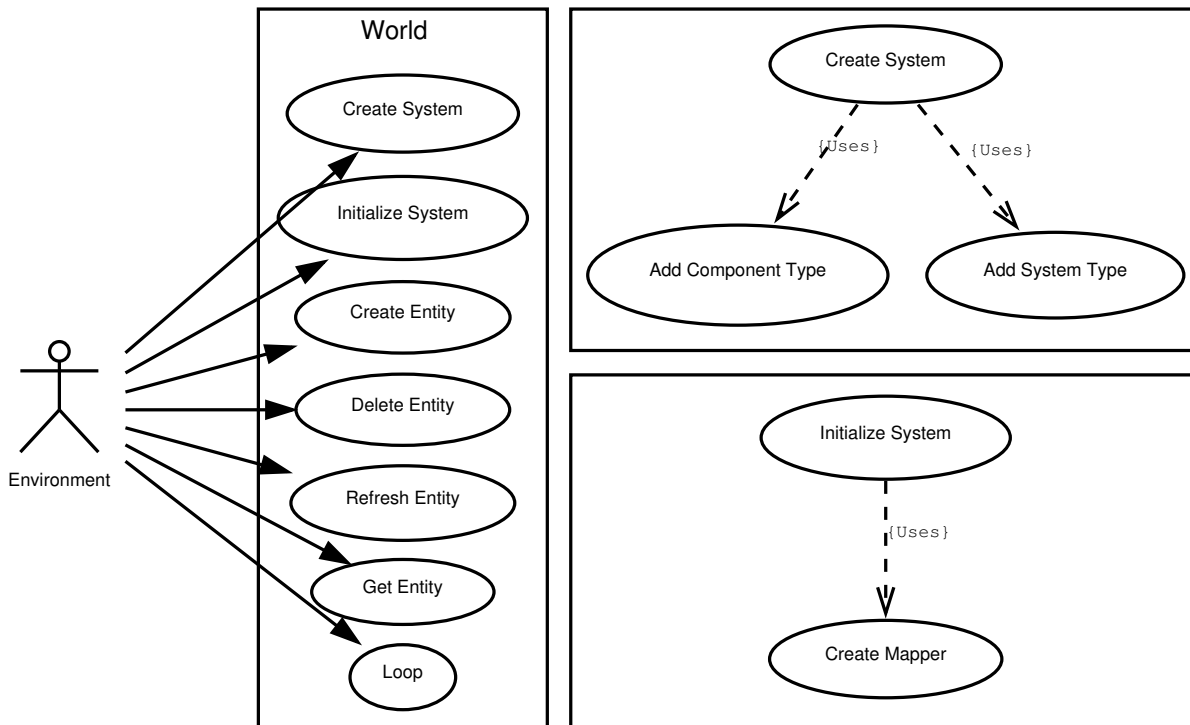 World
Create System
Initialize System
Create Entity
Delete Entity
Refresh Entity
Get Entity
Loop
Environment
Create System
{Uses}
{Uses}
Add Component Type
Add System Type
Initialize System
{Uses}
Create Mapper